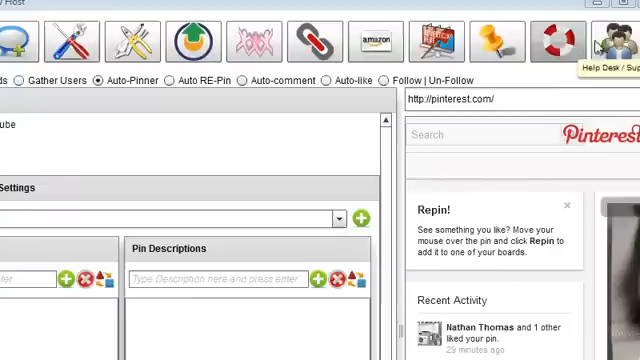 / Host
amazon
Help Desk / Sup
ds Gather Users Auto-Pinner Auto RE-Pin Auto-comment Auto-like Follow | Un-Follow
http://pinterest.com/
ube
Search
Pinterest
Settings
Repin!
See something you like? Move your
mouse over the pin and click Repin to
add it to one of your boards.
Pin Descriptions
Type Description here and press enter
Recent Activity
Nathan Thomas and 1 other
liked your pin.
29 minutes ago